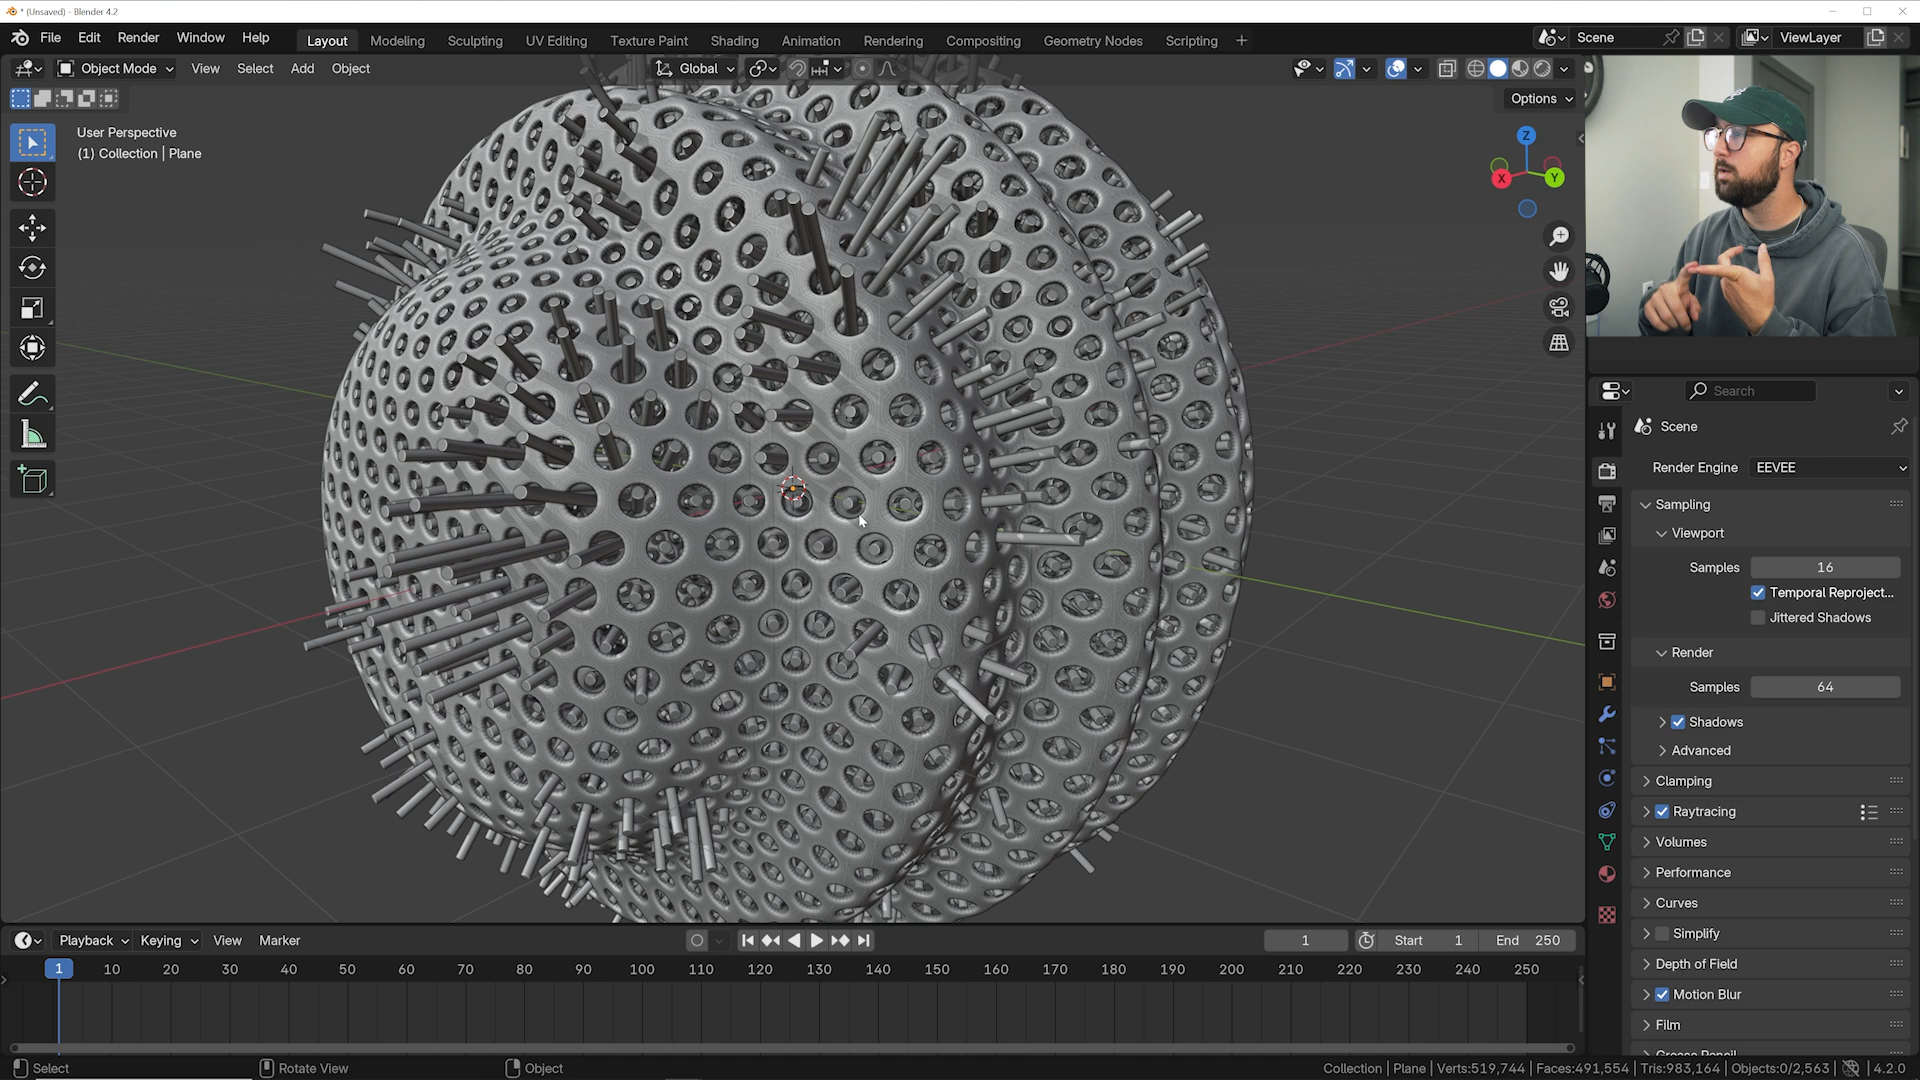 * (Unsaved) - Blender 4.2
File Edit Render Window Help
Layout Modeling Sculpting UV Editing Texture Paint Shading Animation Rendering Compositing Geometry Nodes Scripting +
Scene
ViewLayer
Object Mode View Select Add Object
Global
Options
User Perspective
(1) Collection | Plane
Z
X
Y
Search
Scene
Render Engine EEVEE
Sampling
Viewport
Samples 16
Temporal Reproject...
Jittered Shadows
Render
Samples 64
Shadows
Advanced
Clamping
Raytracing
Volumes
Performance
Curves
Simplify
Depth of Field
Motion Blur
Film
Grease Pencil
Playback Keying View Marker
1
Start 1
End 250
1 10 20 30 40 50 60 70 80 90 100 110 120 130 140 150 160 170 180 190 200 210 220 230 240 250
Select
Rotate View
Object
Collection | Plane | Verts:519,744 | Faces:491,554 | Tris:983,164 | Objects:0/2,563 | 4.2.0